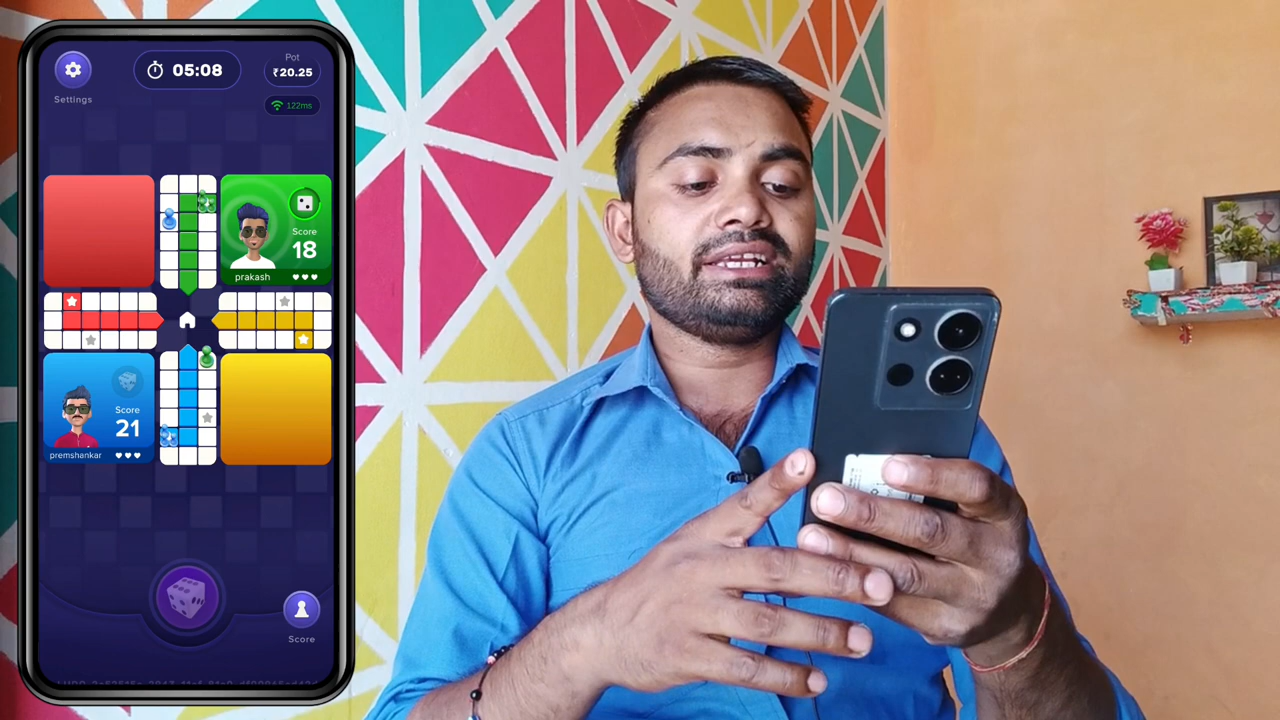 Pot
05:08
₹20.25
Settings
122ms
Score
18
prakash
Score
21
premshankar
Score